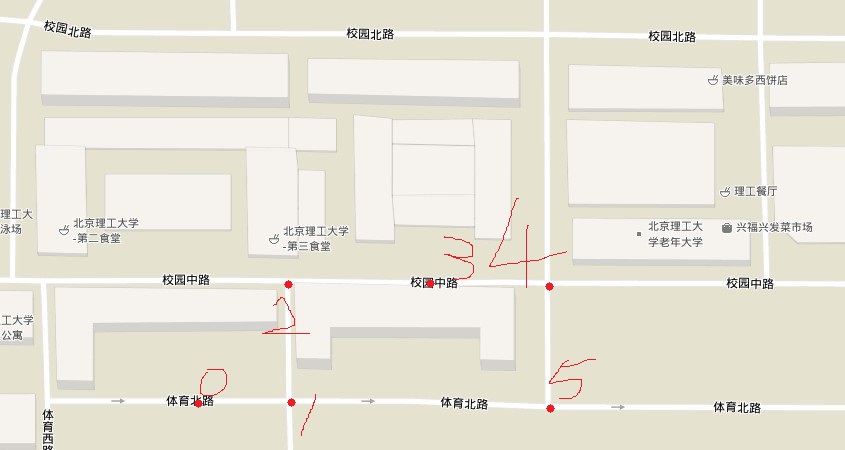 校园北路
校园北路
校园北路
美味多西饼店
理工餐厅
理工大
泳场
北京理工大学
-第二食堂
北京理工大学
-第三食堂
北京理工大
学老年大学
兴福兴发菜市场
3
4
校园中路
校园中路
校园中路
工大学
公寓
2
0
1
5
体育北路
体育北路
体育北路
体育西路